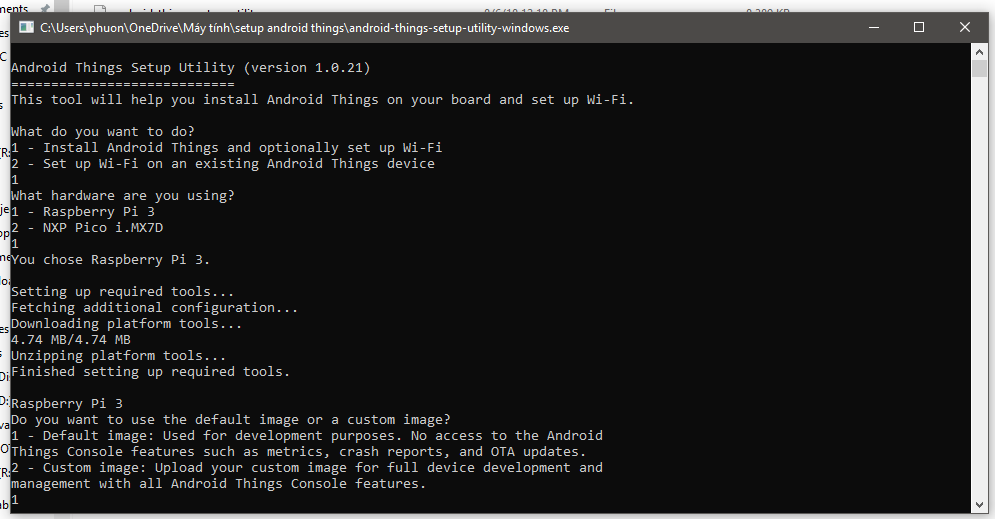 C:\Users\phuon\OneDrive\Máy tính\setup android things\android-things-setup-utility-windows.exe
Android Things Setup Utility (version 1.0.21)
============================
This tool will help you install Android Things on your board and set up Wi-Fi.
What do you want to do?
1 - Install Android Things and optionally set up Wi-Fi
2 - Set up Wi-Fi on an existing Android Things device
1
What hardware are you using?
1 - Raspberry Pi 3
2 - NXP Pico i.MX7D
1
You chose Raspberry Pi 3.
Setting up required tools...
Fetching additional configuration...
Downloading platform tools...
4.74 MB/4.74 MB
Unzipping platform tools...
Finished setting up required tools.
Raspberry Pi 3
Do you want to use the default image or a custom image?
1 - Default image: Used for development purposes. No access to the Android
Things Console features such as metrics, crash reports, and OTA updates.
2 - Custom image: Upload your custom image for full device development and
management with all Android Things Console features.
1